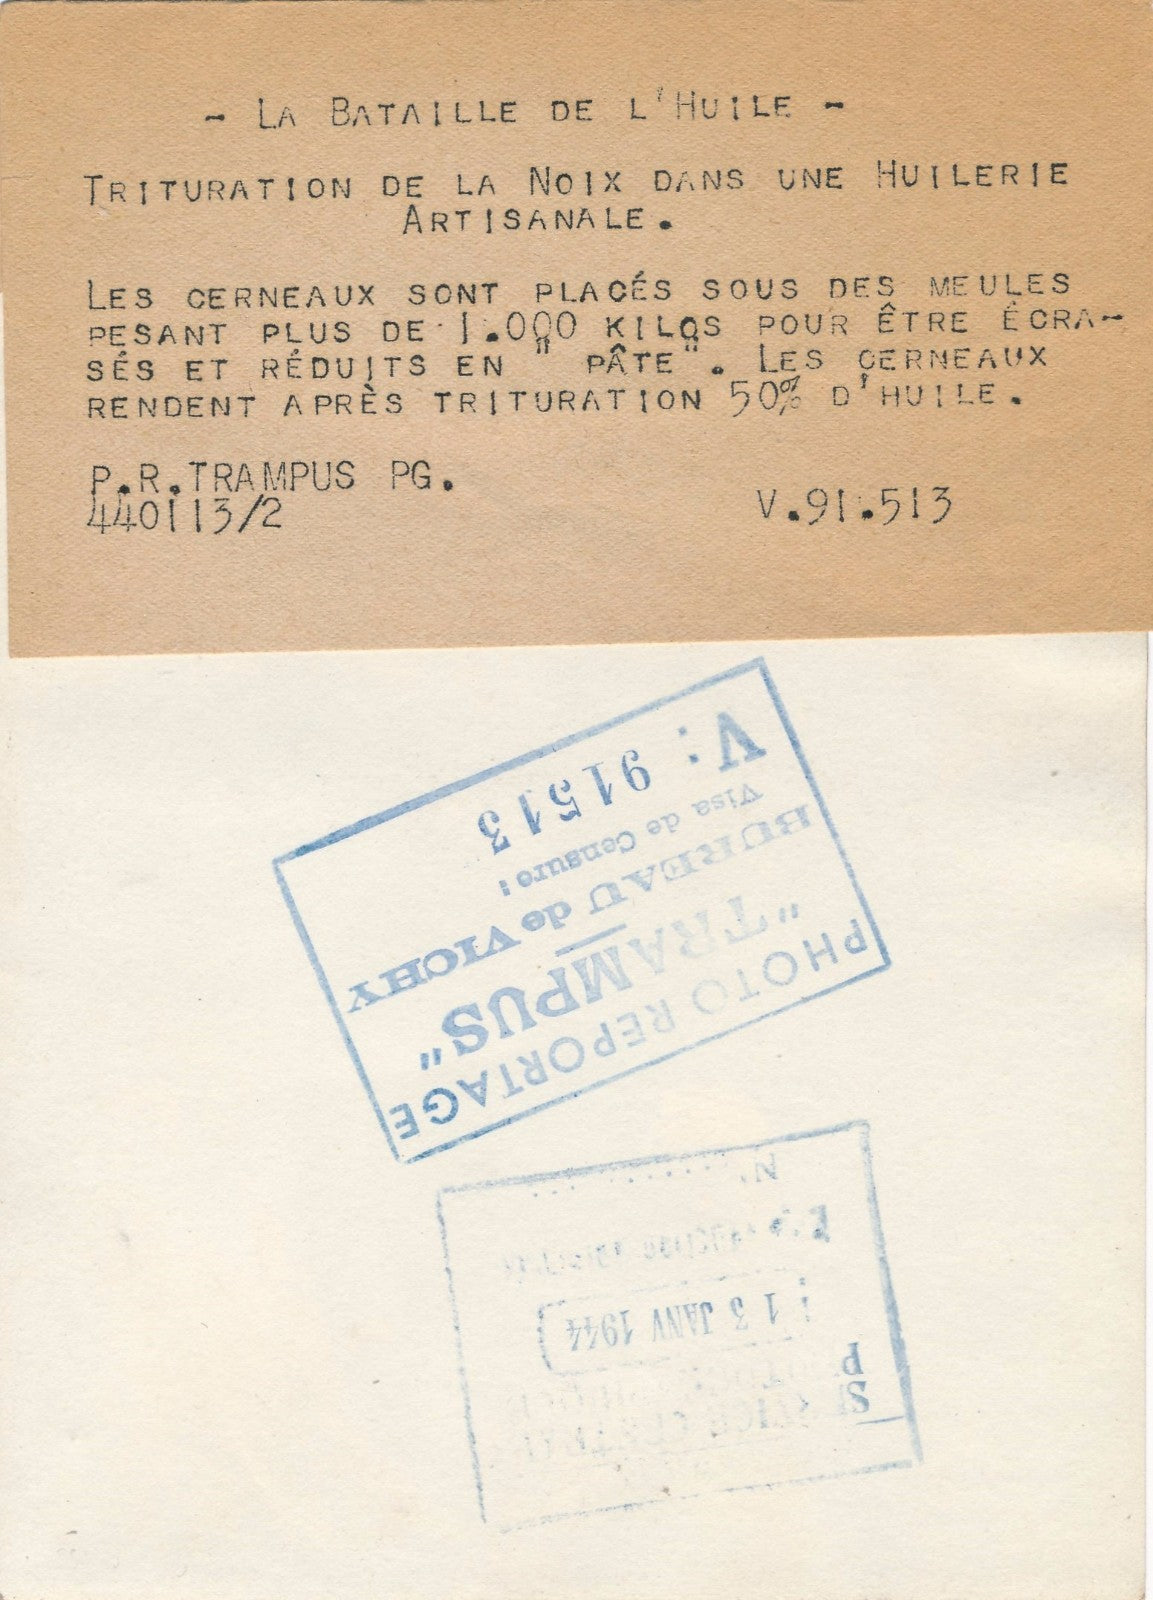 - LA BATAILLE DE L'HUILE -
TRITURATION DE LA NOIX DANS UNE HUILERIE
ARTISANALE.
LES CERNEAUX SONT PLACÉS SOUS DES MEULES
PESANT PLUS DE 1.000 KILOS POUR ÊTRE ÉCRA-
SÉS ET RÉDUITS EN " PÂTE". LES CERNEAUX
RENDENT APRÈS TRITURATION 50% D'HUILE.
P.R.TRAMPUS PG.
440113/2 V.91.513
PHOTO REPORTAGE
"TRAMPUS"
BUREAU de VICHY
Visa de Censure:
V: 91513
13 JANV 1944
N°